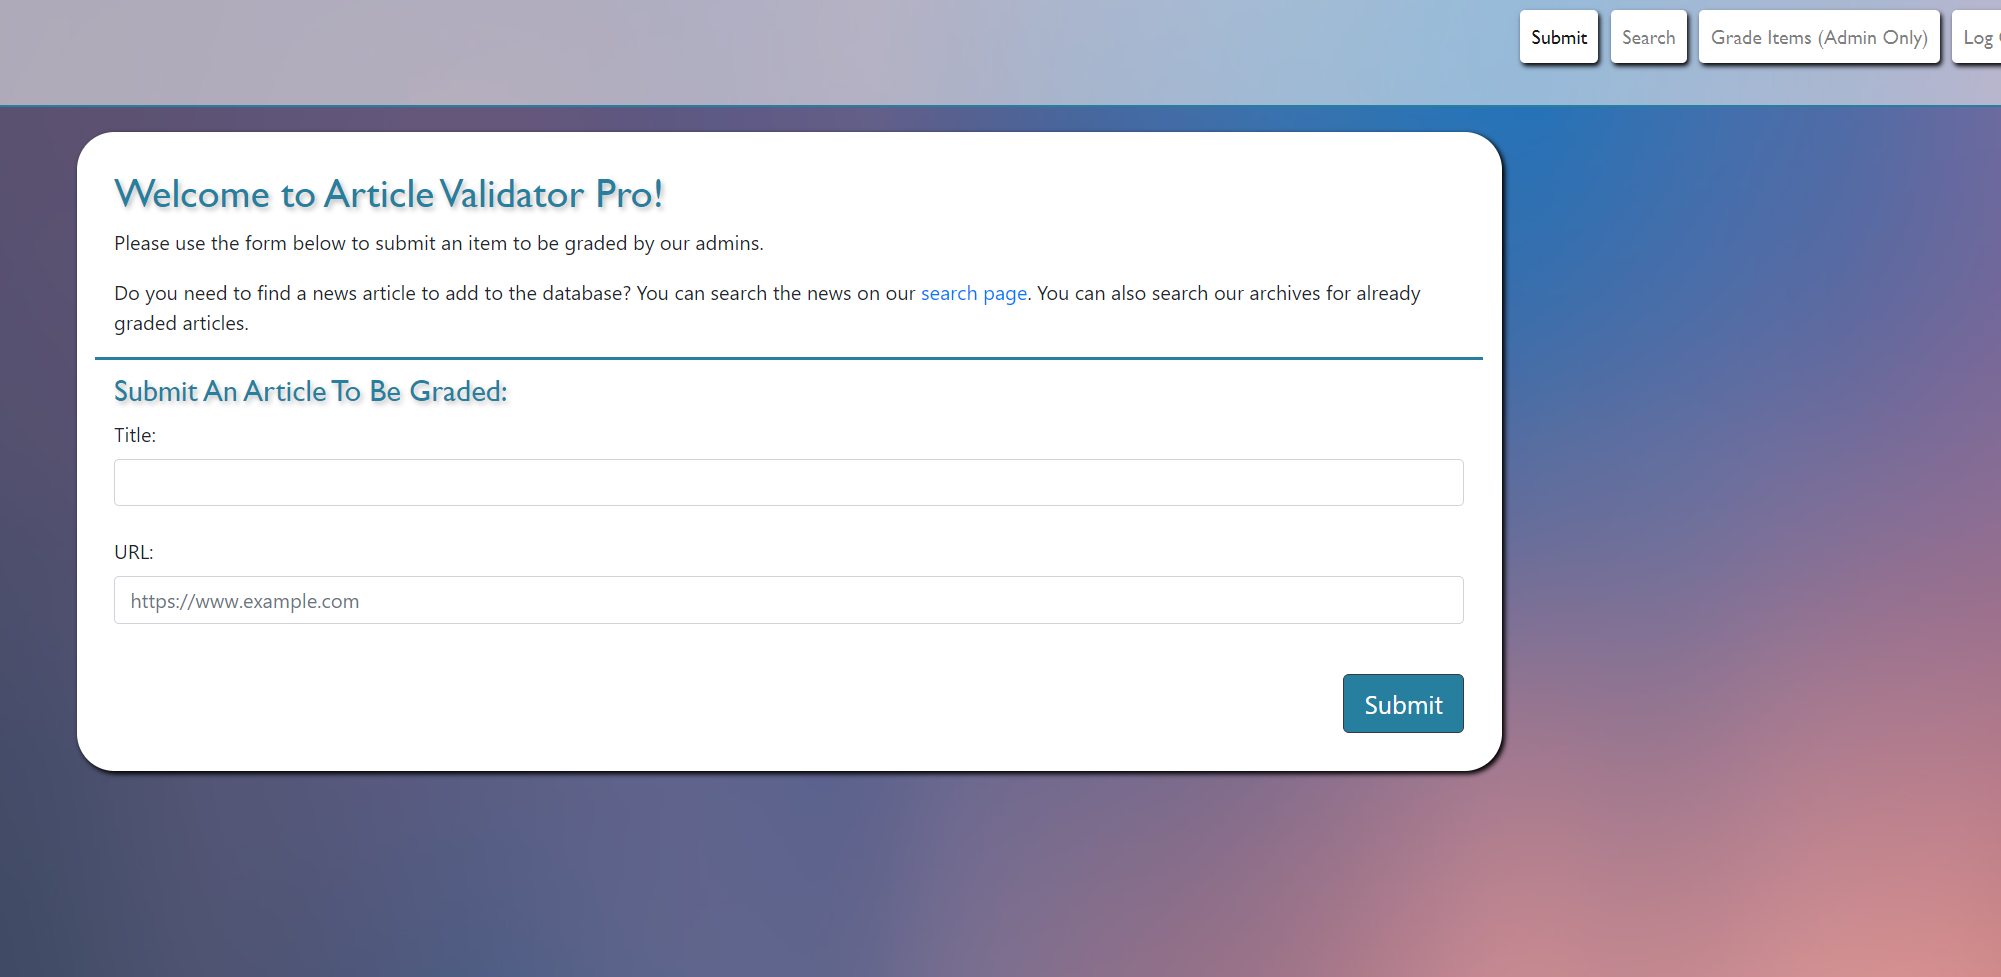 Submit Search Grade Items (Admin Only) Log
Welcome to Article Validator Pro!
Please use the form below to submit an item to be graded by our admins.
Do you need to find a news article to add to the database? You can search the news on our search page. You can also search our archives for already
graded articles.
Submit An Article To Be Graded:
Title:
URL:
https://www.example.com
Submit